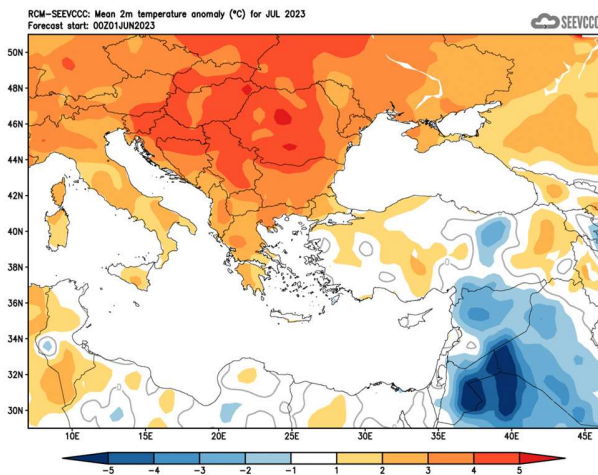 RCM-SEEVCCC: Mean 2m temperature anomaly (°C) for JUL 2023
Forecast start: 00Z01JUN2023
SEEVCCC
50N
48N
46N
44N
42N
40N
38N
36N
34N
32N
30N
10E 15E 20E 25E 30E 35E 40E 45E
-5 -4 -3 -2 -1 1 2 3 4 5